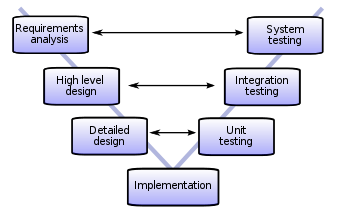 Requirements
analysis
System
testing
High level
design
Integration
testing
Detailed
design
Unit
testing
Implementation